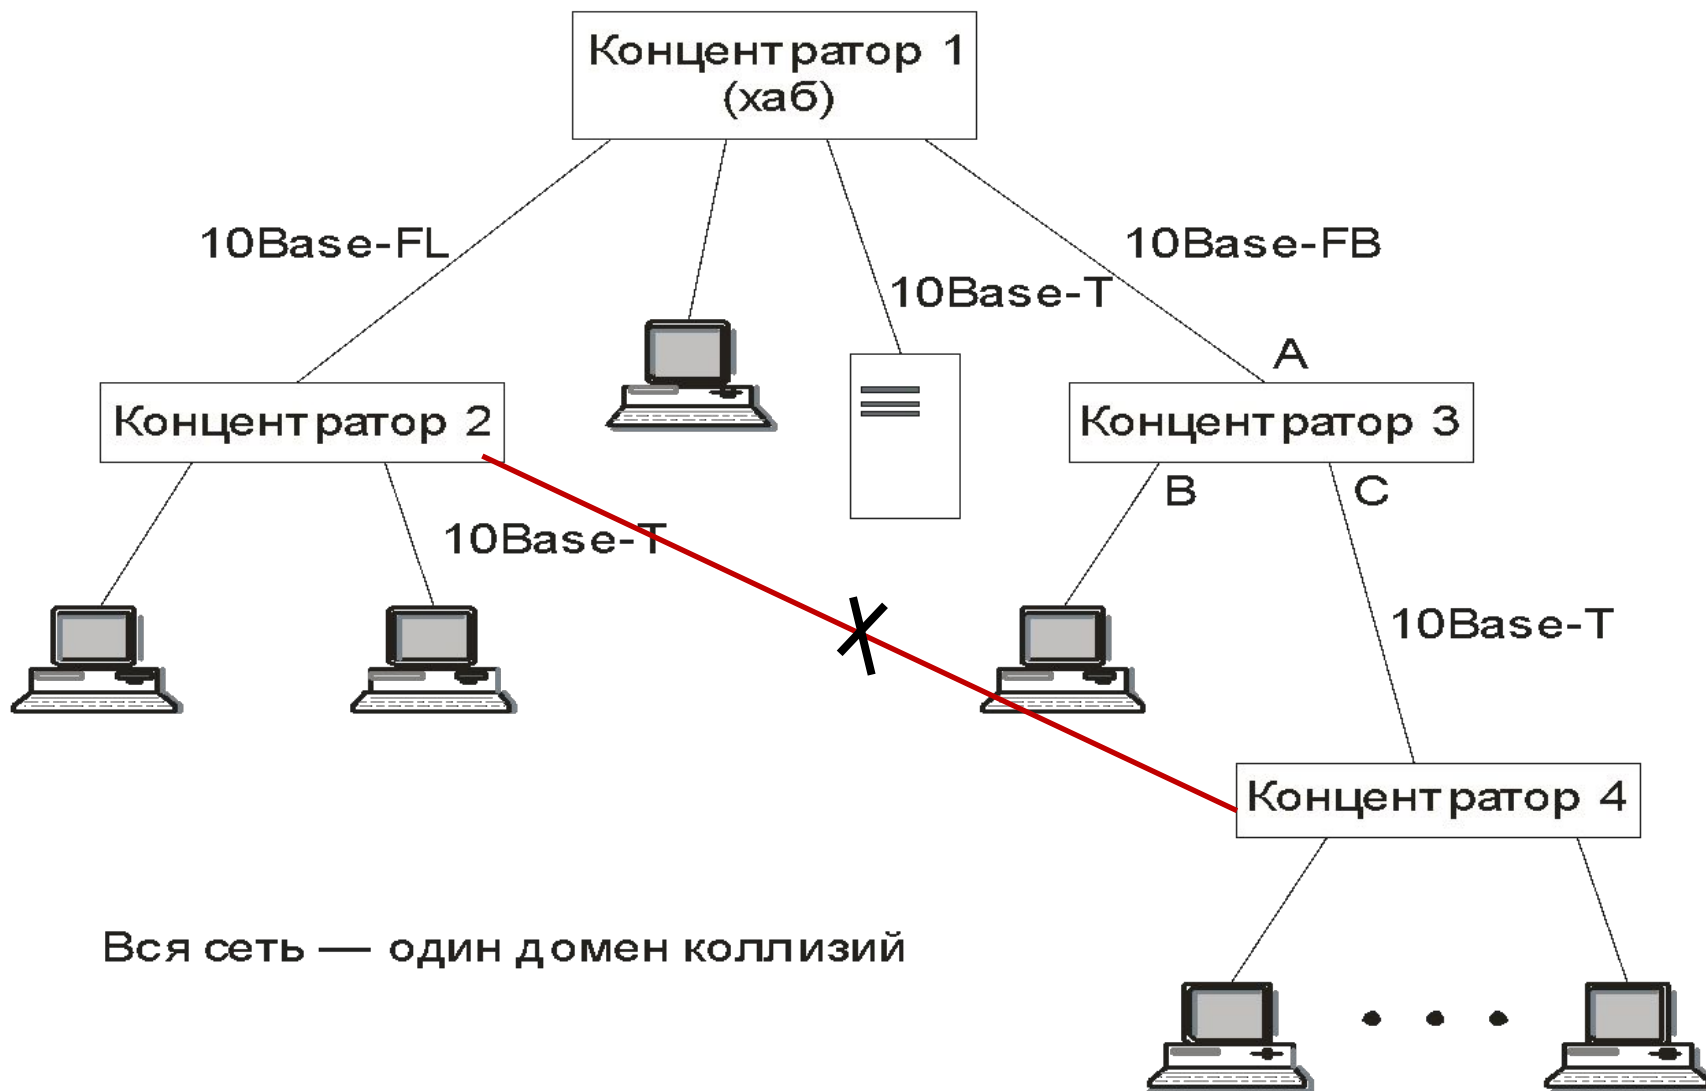 Концентратор 1
(хаб)
10Base-FL
10Base-FB
10Base-T
A
Концентратор 2
Концентратор 3
B
C
10Base-T
10Base-T
Концентратор 4
Вся сеть — один домен коллизий